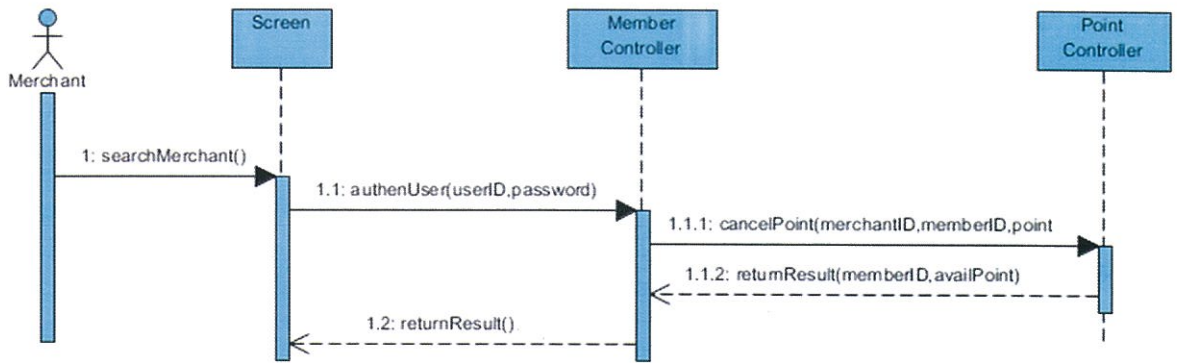 Screen
Member
Controller
Point
Controller
Merchant
1: searchMerchant()
1.1: authenUser(userID,password)
1.1.1: cancelPoint(merchantID,memberID,point
1.1.2: returnResult(memberID,availPoint)
1.2: returnResult()